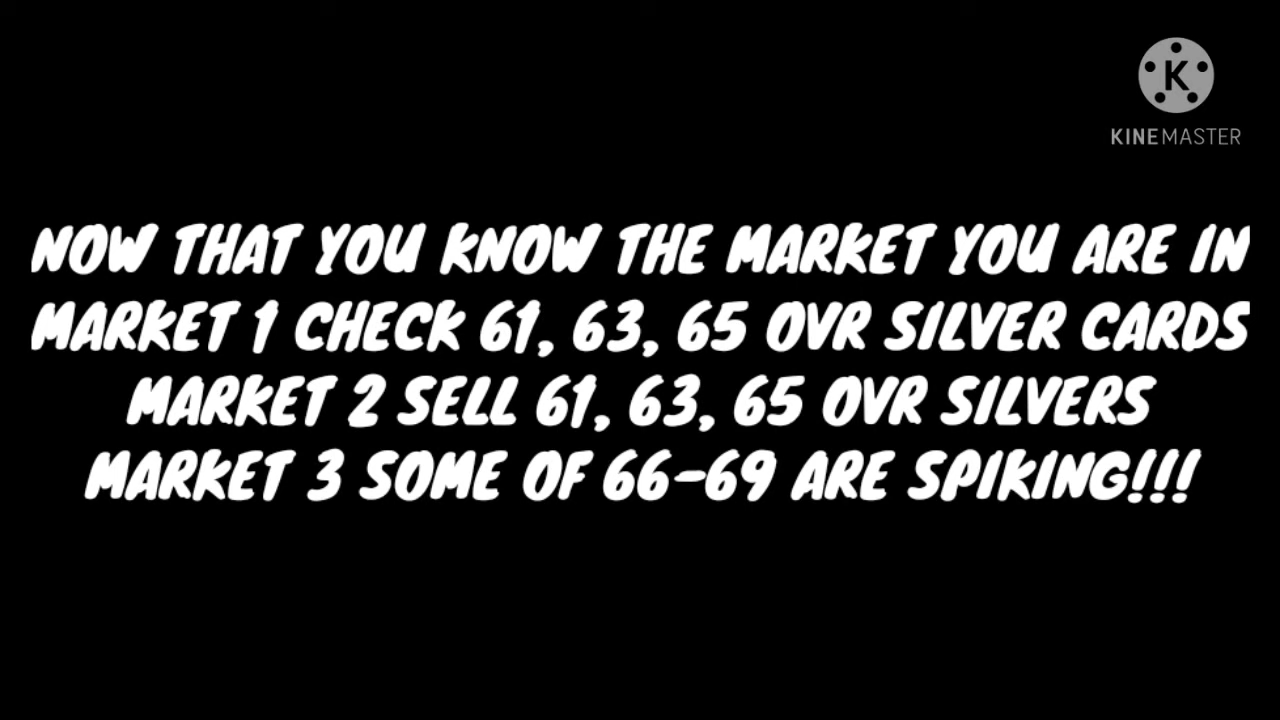 K
KINEMASTER
NOW THAT YOU KNOW THE MARKET YOU ARE IN
MARKET 1 CHECK 61, 63, 65 OVR SILVER CARDS
MARKET 2 SELL 61, 63, 65 OVR SILVERS
MARKET 3 SOME OF 66-69 ARE SPIKING!!!